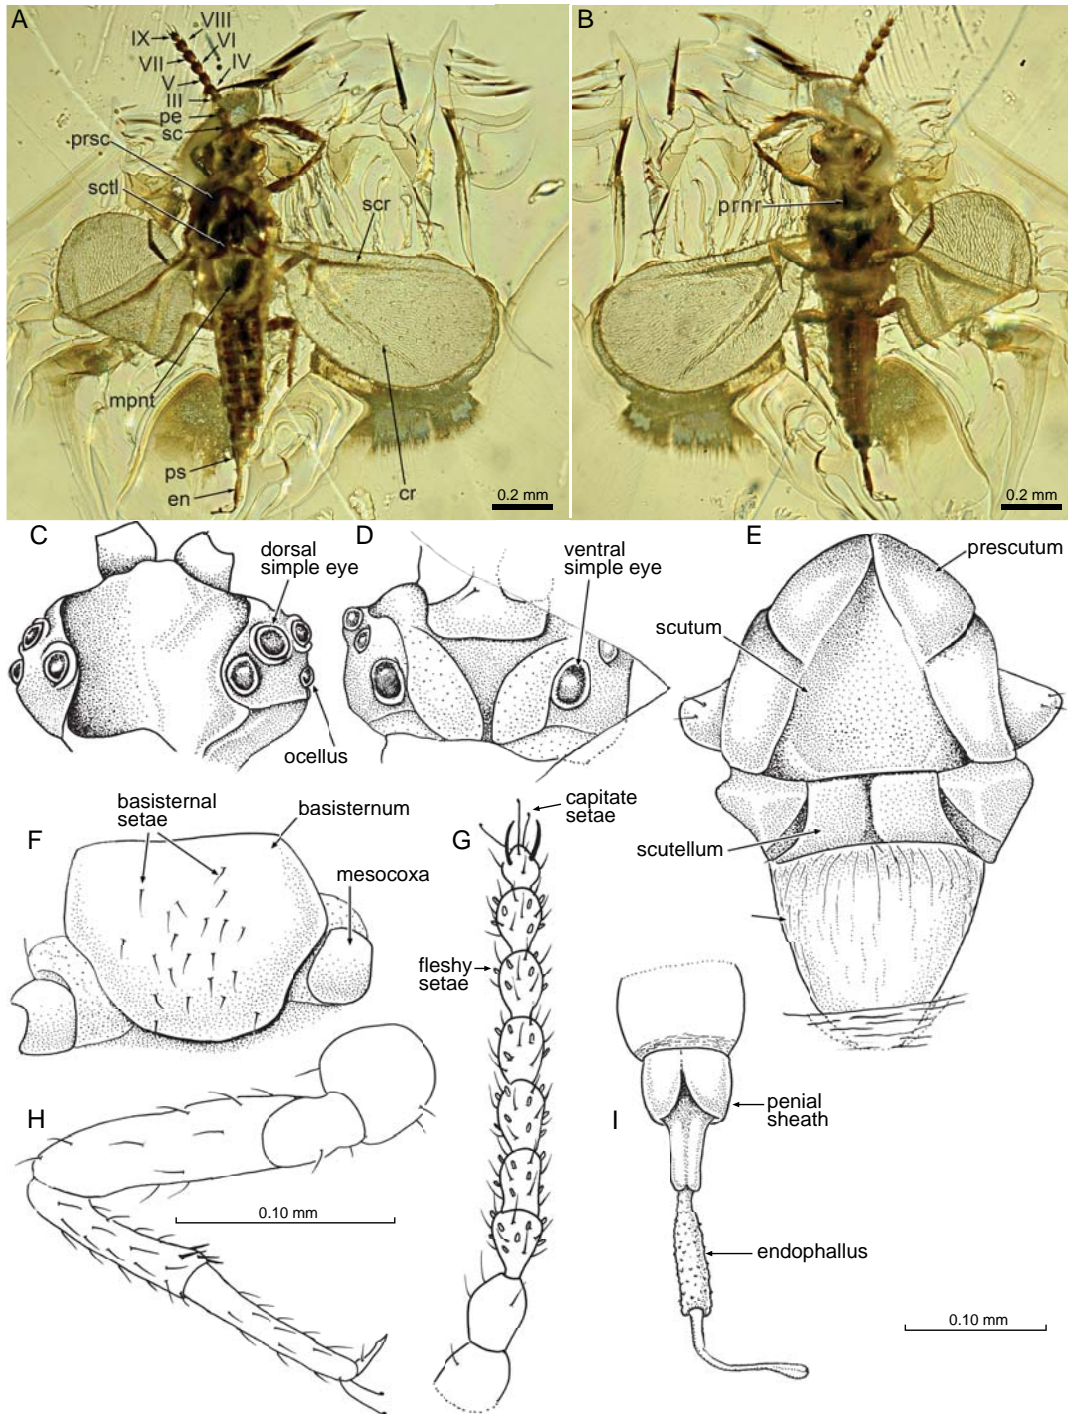 A
IX
VIII
VII
VI
V
IV
III
pe
sc
prsc
sctl
scr
mpnt
ps
en
cr
0.2 mm
B
prnr
0.2 mm
C
dorsal
simple eye
ocellus
D
ventral
simple eye
E
prescutum
scutum
scutellum
F
basisternal
setae
basisternum
mesocoxa
G
capitate
setae
fleshy
setae
H
0.10 mm
I
penial
sheath
endophallus
0.10 mm